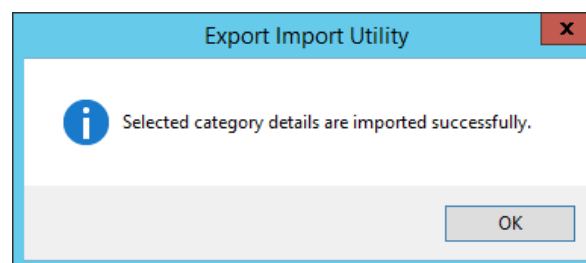 Export Import Utility
x
Selected category details are imported successfully.
OK